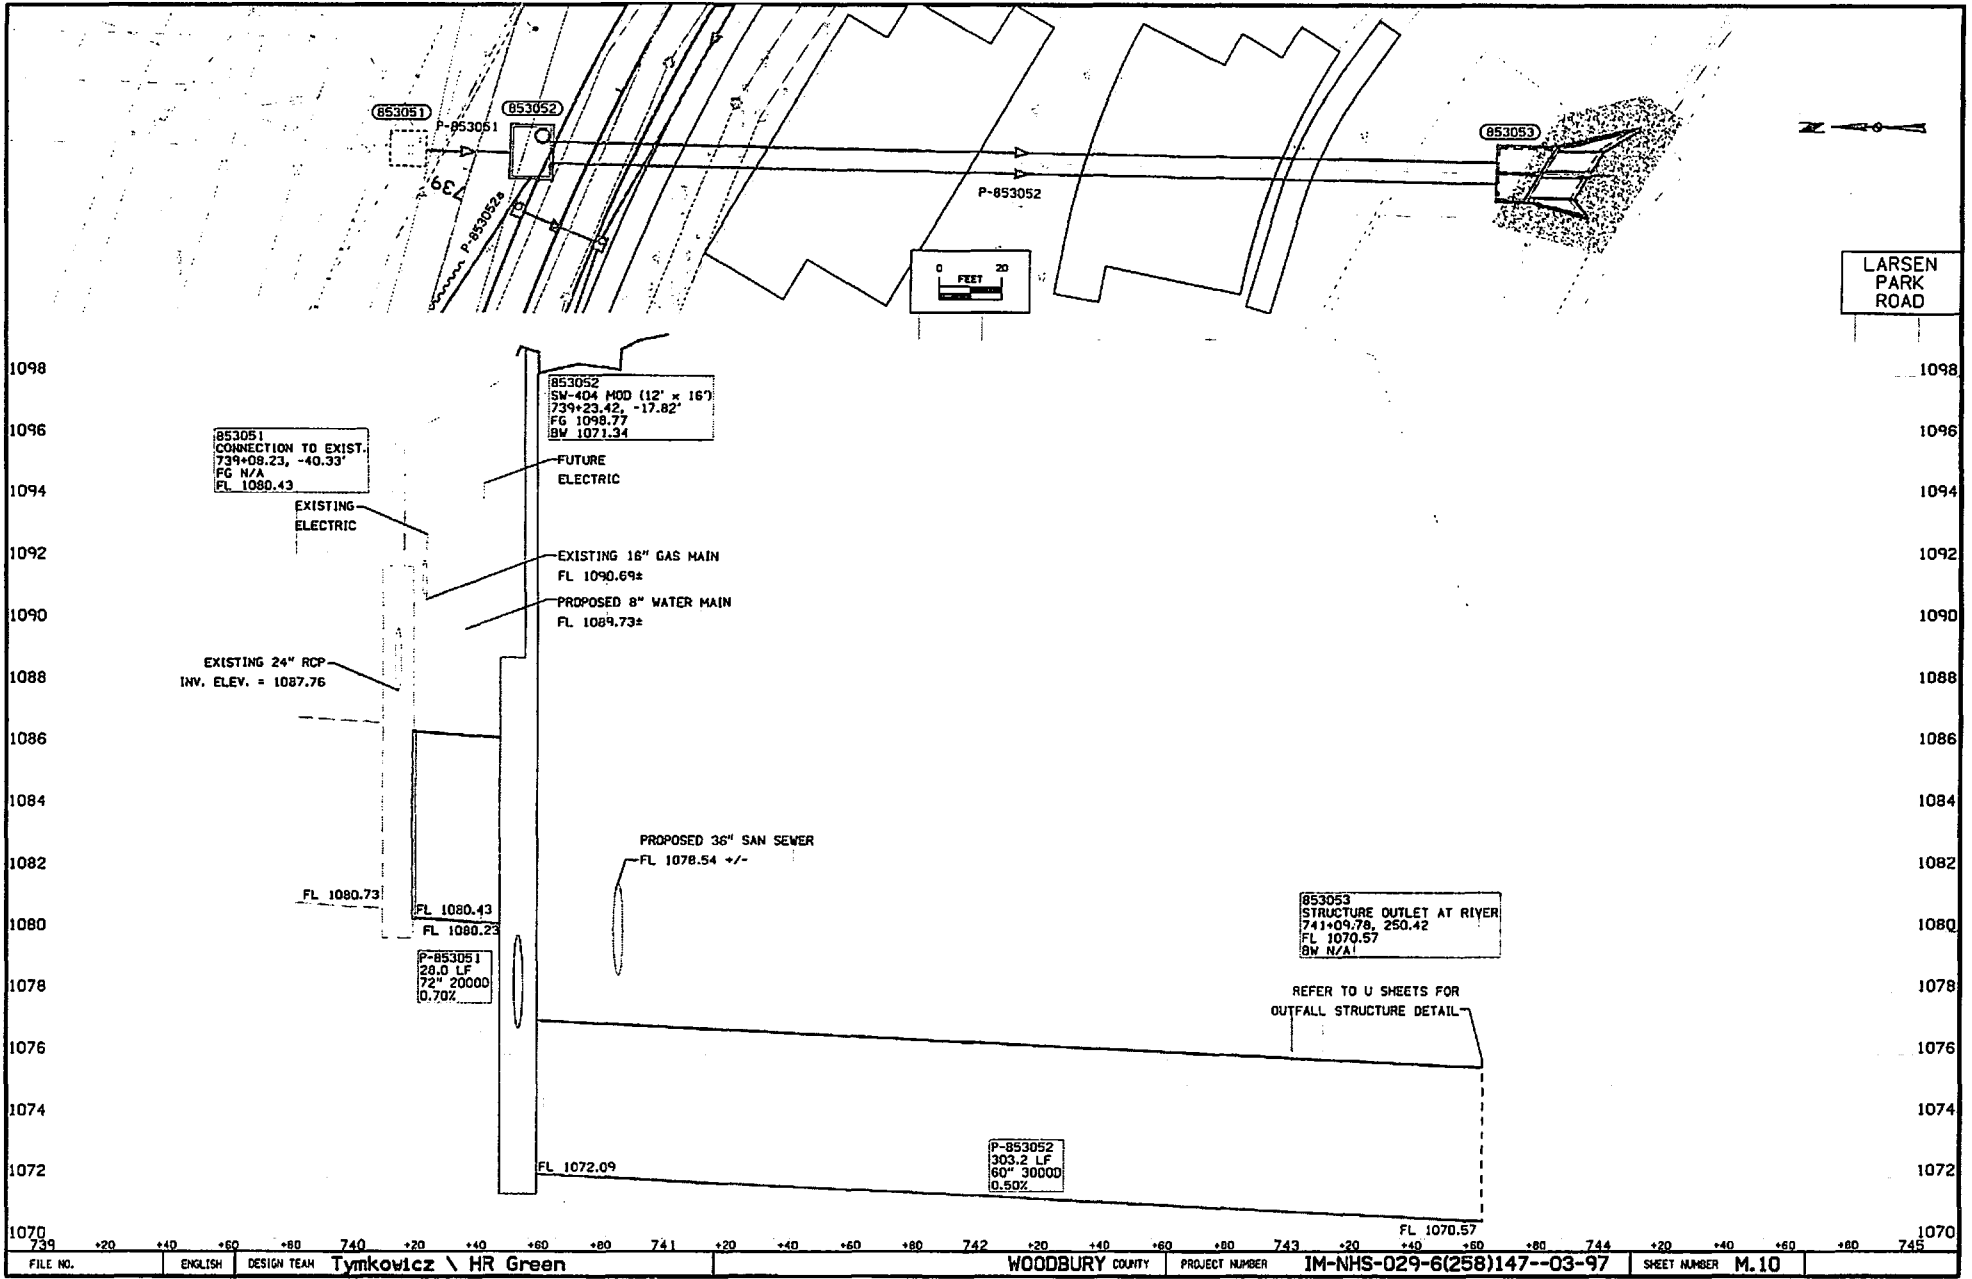 853051
853052
P-853051
853053
739
P-853052a
P-853052
N
0 20
FEET
LARSEN
PARK
ROAD
1098
1098
853052
SW-404 MOD (12' x 16')
739+23.42, -17.82'
FG 1098.77
BW 1071.34
1096
1096
853051
CONNECTION TO EXIST.
739+08.23, -40.33'
FG N/A
FL 1080.43
FUTURE
ELECTRIC
1094
1094
EXISTING
ELECTRIC
1092
1092
EXISTING 16" GAS MAIN
FL 1090.69±
1090
1090
PROPOSED 8" WATER MAIN
FL 1089.73±
1088
1088
EXISTING 24" RCP
INV. ELEV. = 1087.76
1086
1086
1084
1084
1082
1082
PROPOSED 36" SAN SEWER
FL 1078.54 +/-
FL 1080.73
FL 1080.43
FL 1080.23
1080
1080
853053
STRUCTURE OUTLET AT RIVER
741+09.78, 250.42
FL 1070.57
BW N/A
P-853051
28.0 LF
72" 2000D
0.70%
1078
1078
REFER TO U SHEETS FOR
OUTFALL STRUCTURE DETAIL
1076
1076
1074
1074
P-853052
303.2 LF
60" 3000D
0.50%
1072
1072
FL 1072.09
FL 1070.57
1070
1070
739 +20 +40 +60 +80 740 +20 +40 +60 +80 741 +20 +40 +60 +80 742 +20 +40 +60 +80 743 +20 +40 +60 +80 744 +20 +40 +60 +80 745
FILE NO. ENGLISH DESIGN TEAM Tymkowicz \ HR Green WOODBURY COUNTY PROJECT NUMBER IM-NHS-029-6(258)147--03-97 SHEET NUMBER M.10